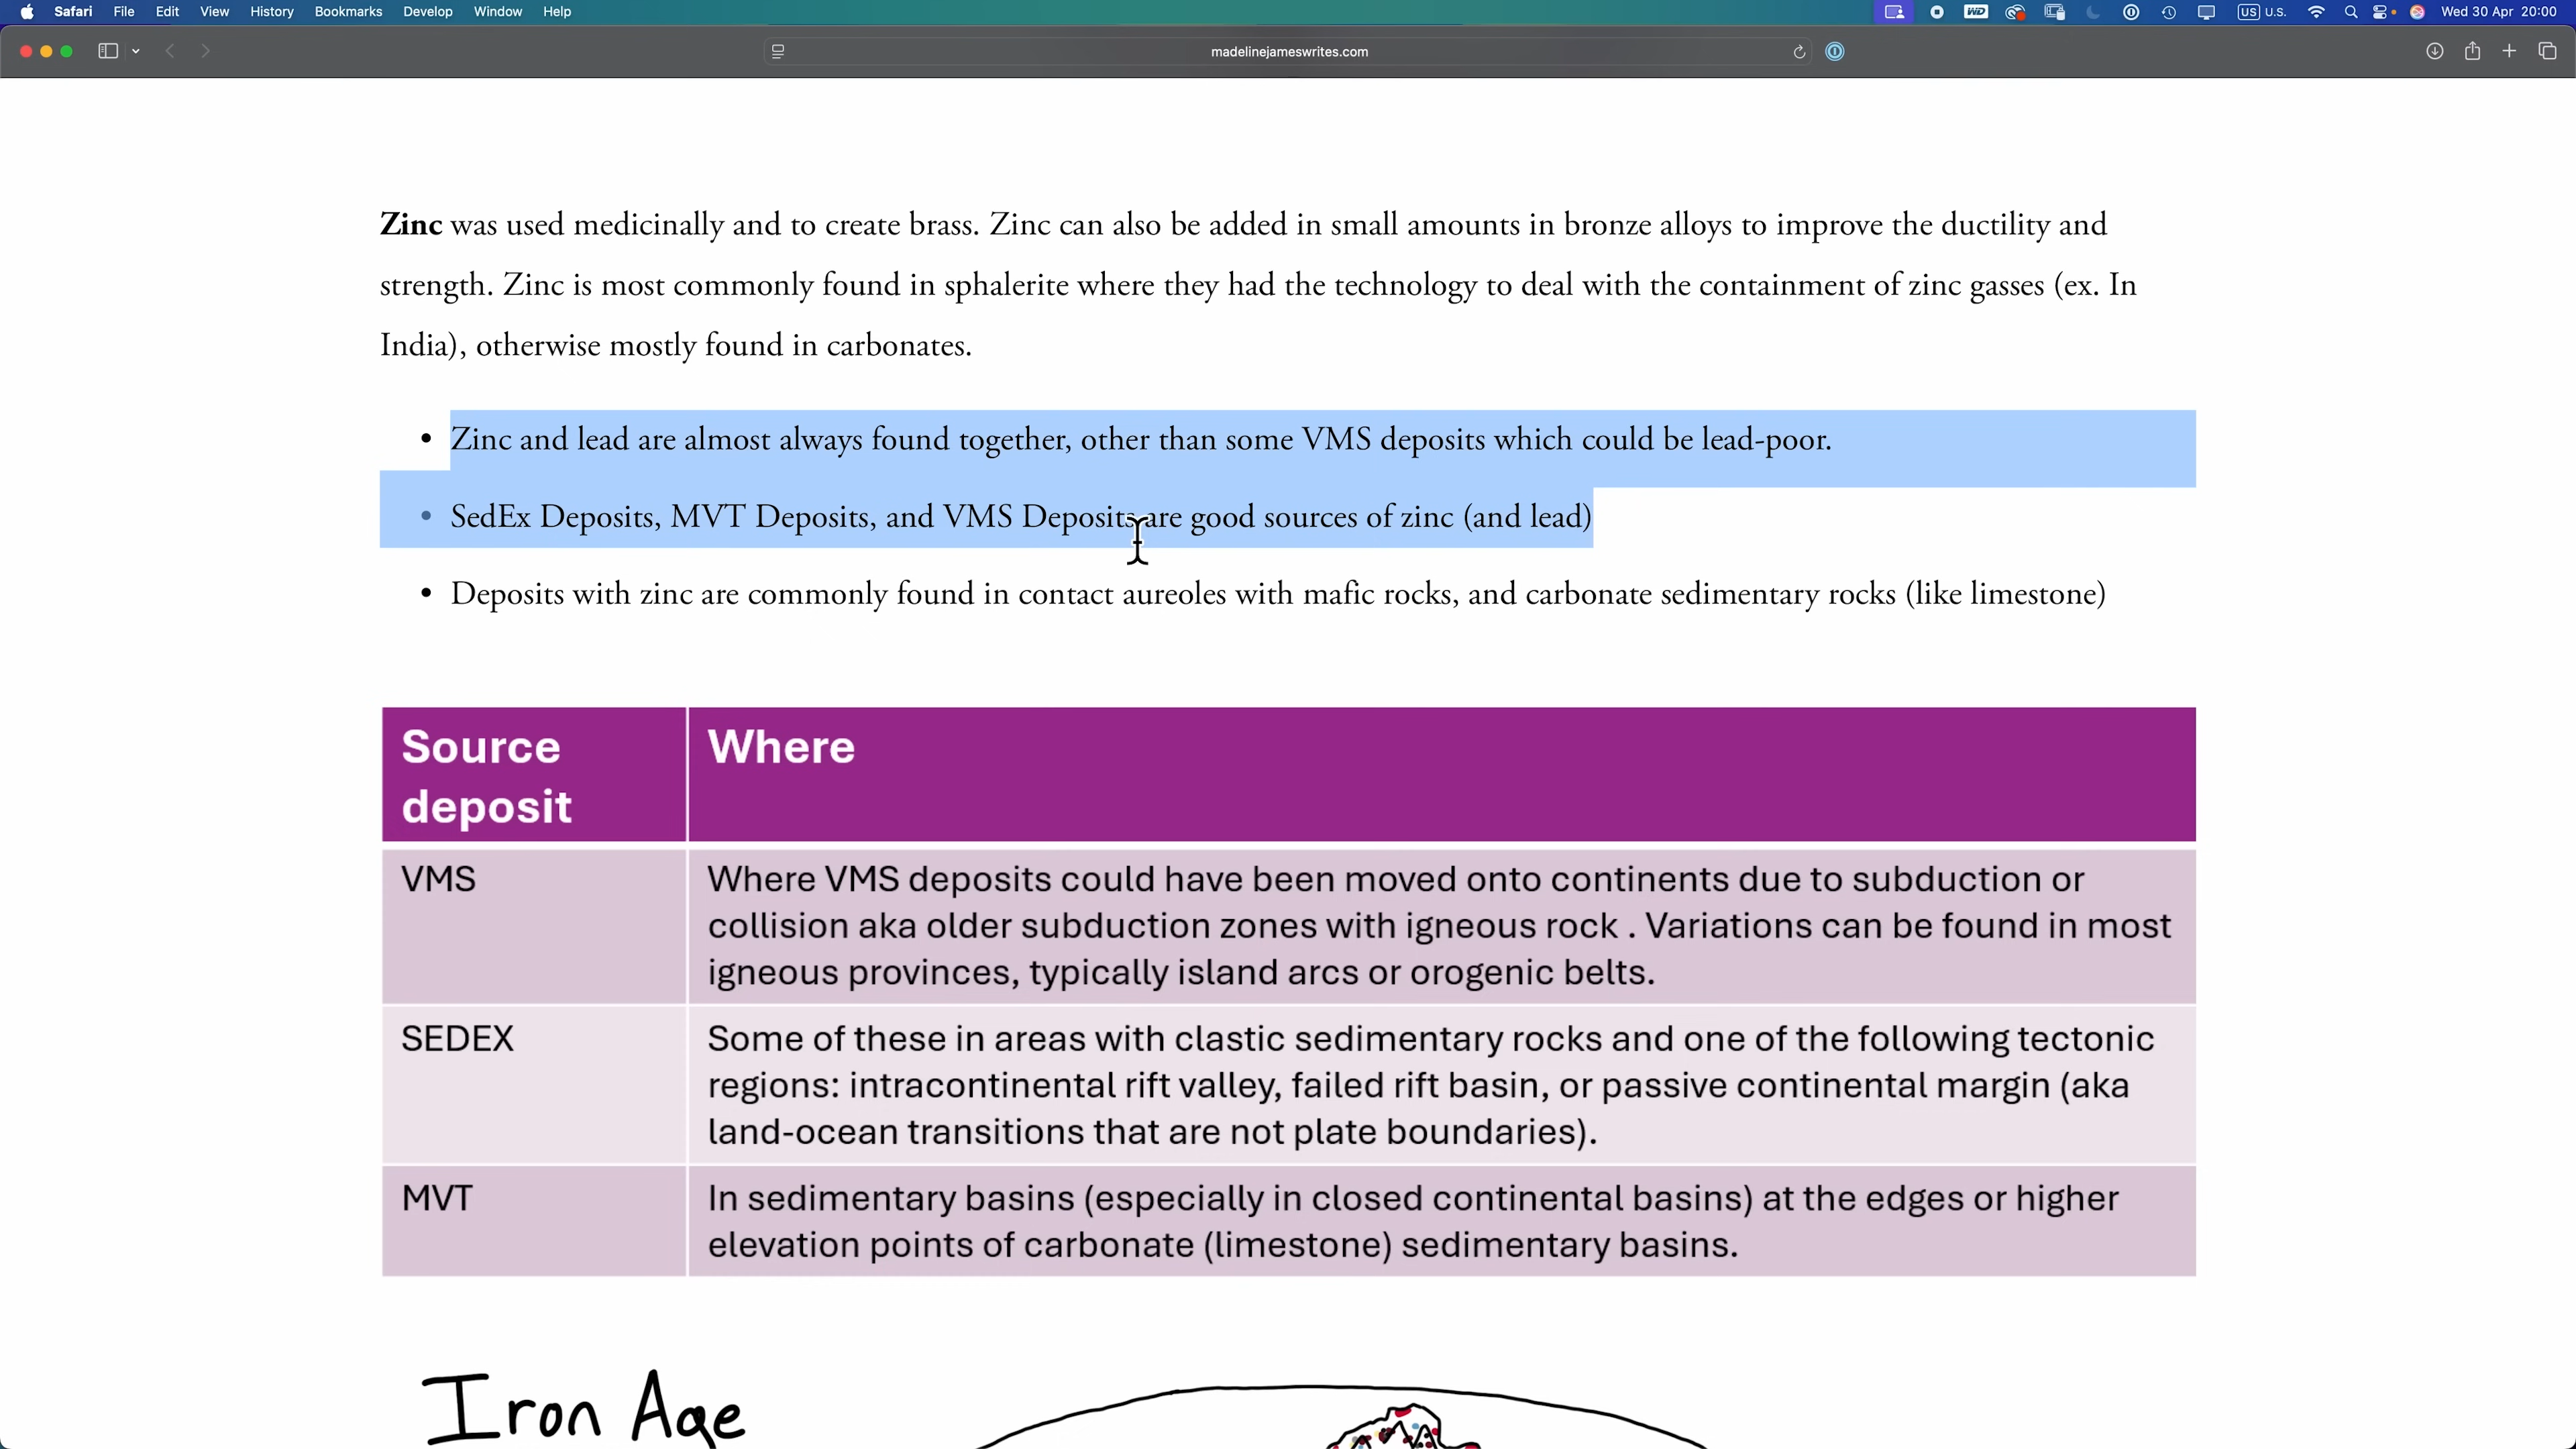 Safari File Edit View History Bookmarks Develop Window Help WD US U.S. Wed 30 Apr 20:00
madelinejameswrites.com
Zinc was used medicinally and to create brass. Zinc can also be added in small amounts in bronze alloys to improve the ductility and
strength. Zinc is most commonly found in sphalerite where they had the technology to deal with the containment of zinc gasses (ex. In
India), otherwise mostly found in carbonates.
• Zinc and lead are almost always found together, other than some VMS deposits which could be lead-poor.
• SedEx Deposits, MVT Deposits, and VMS Deposits are good sources of zinc (and lead)
• Deposits with zinc are commonly found in contact aureoles with mafic rocks, and carbonate sedimentary rocks (like limestone)
Source
deposit
Where
VMS
Where VMS deposits could have been moved onto continents due to subduction or
collision aka older subduction zones with igneous rock . Variations can be found in most
igneous provinces, typically island arcs or orogenic belts.
SEDEX
Some of these in areas with clastic sedimentary rocks and one of the following tectonic
regions: intracontinental rift valley, failed rift basin, or passive continental margin (aka
land-ocean transitions that are not plate boundaries).
MVT
In sedimentary basins (especially in closed continental basins) at the edges or higher
elevation points of carbonate (limestone) sedimentary basins.
Iron Age